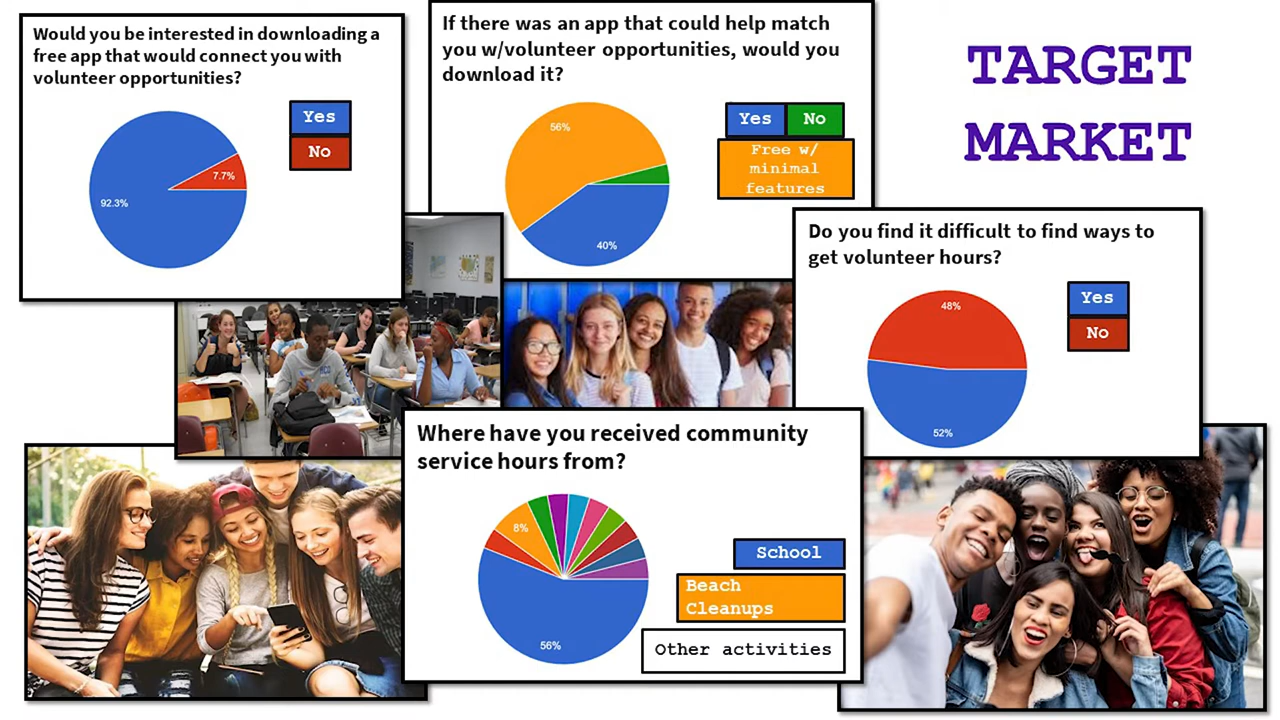 Would you be interested in downloading a
free app that would connect you with
volunteer opportunities?
Yes
No
7.7%
92.3%
If there was an app that could help match
you w/volunteer opportunities, would you
download it?
56%
40%
Yes
No
Free w/
minimal
features
TARGET
MARKET
Do you find it difficult to find ways to
get volunteer hours?
48%
52%
Yes
No
Where have you received community
service hours from?
8%
56%
School
Beach
Cleanups
Other activities